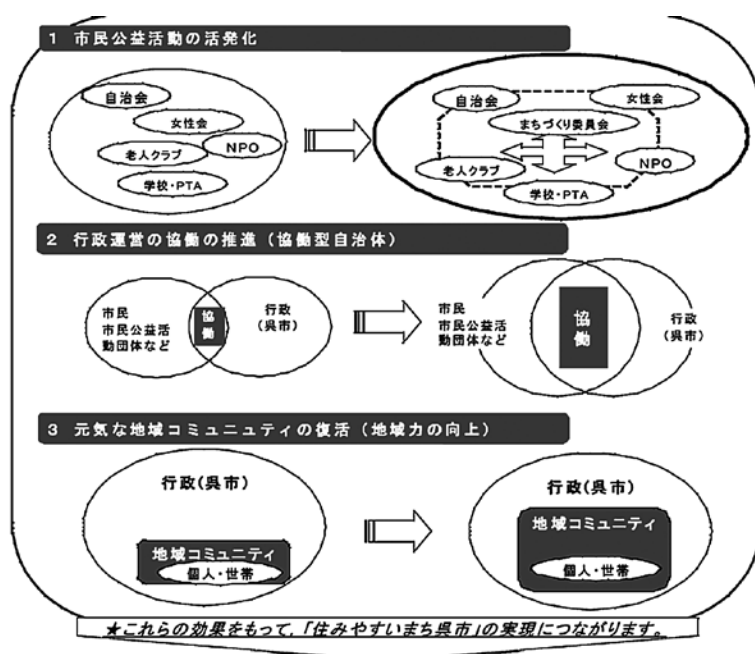 1 市民公益活動の活発化
自治会
女性会
老人クラブ
NPO
学校・PTA
自治会
女性会
まちづくり委員会
老人クラブ
NPO
学校・PTA
2 行政運営の協働の推進(協働型自治体)
市民
市民公益活
動団体など
協
働
行政
(呉市)
市民
市民公益活
動団体など
協
働
行政
(呉市)
3 元気な地域コミュニュティの復活(地域力の向上)
行政(呉市)
地域コミュニティ
個人・世帯
行政(呉市)
地域コミュニティ
個人・世帯
★これらの効果をもって,「住みやすいまち呉市」の実現につながります。